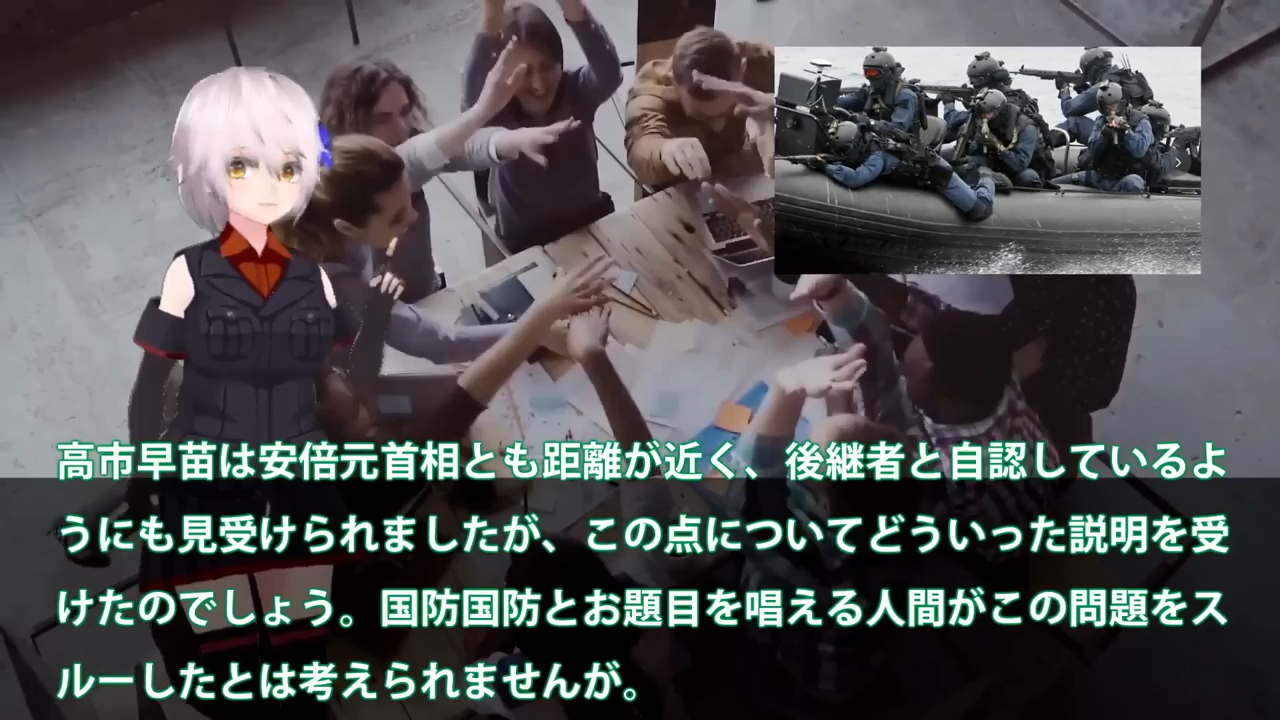 高市早苗は安倍元首相とも距離が近く、後継者と自認しているよ
うにも見受けられましたが、この点についてどういった説明を受
けたのでしょう。国防国防とお題目を唱える人間がこの問題をス
ルーしたとは考えられませんが。